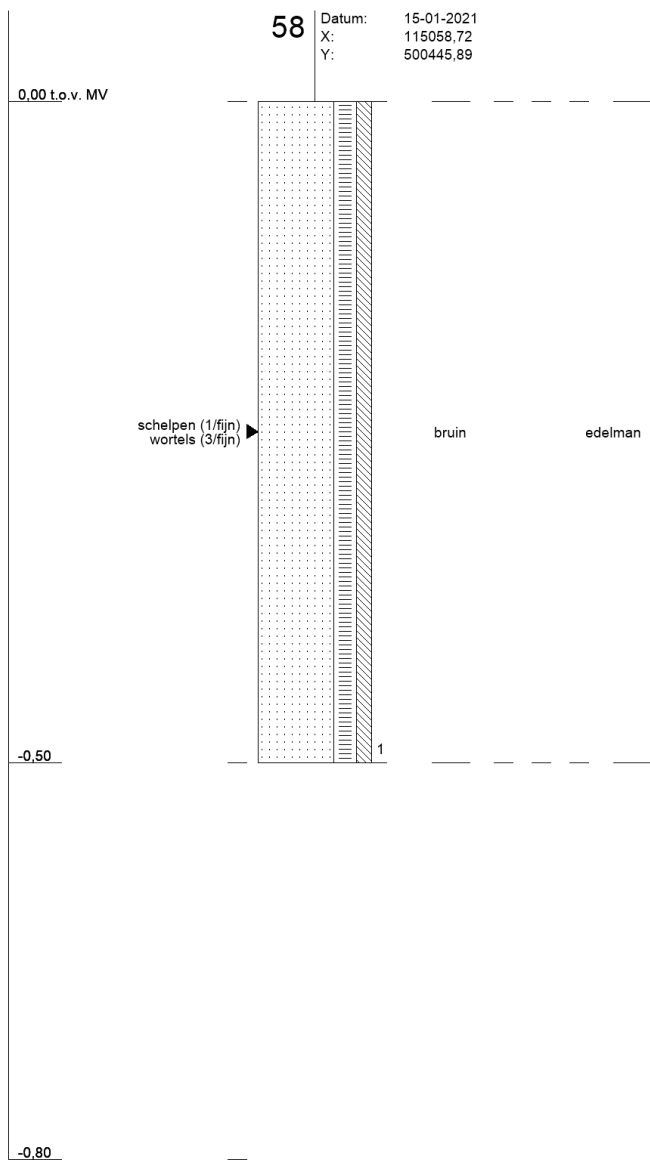 58
Datum: 15-01-2021
X: 115058,72
Y: 500445,89
0,00 t.o.v. MV
schelpen (1/fijn)
wortels (3/fijn)
bruin edelman
1
-0,50
-0,80